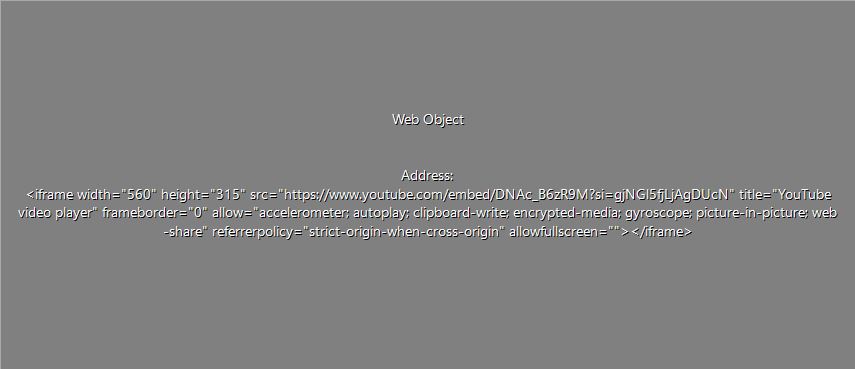 Web Object
Address:
<iframe width="560" height="315" src="https://www.youtube.com/embed/DNAc_B6zR9M?si=gjNGl5fjLjAgDUcN" title="YouTube
video player" frameborder="0" allow="accelerometer; autoplay; clipboard-write; encrypted-media; gyroscope; picture-in-picture; web
-share" referrerpolicy="strict-origin-when-cross-origin" allowfullscreen=""></iframe>